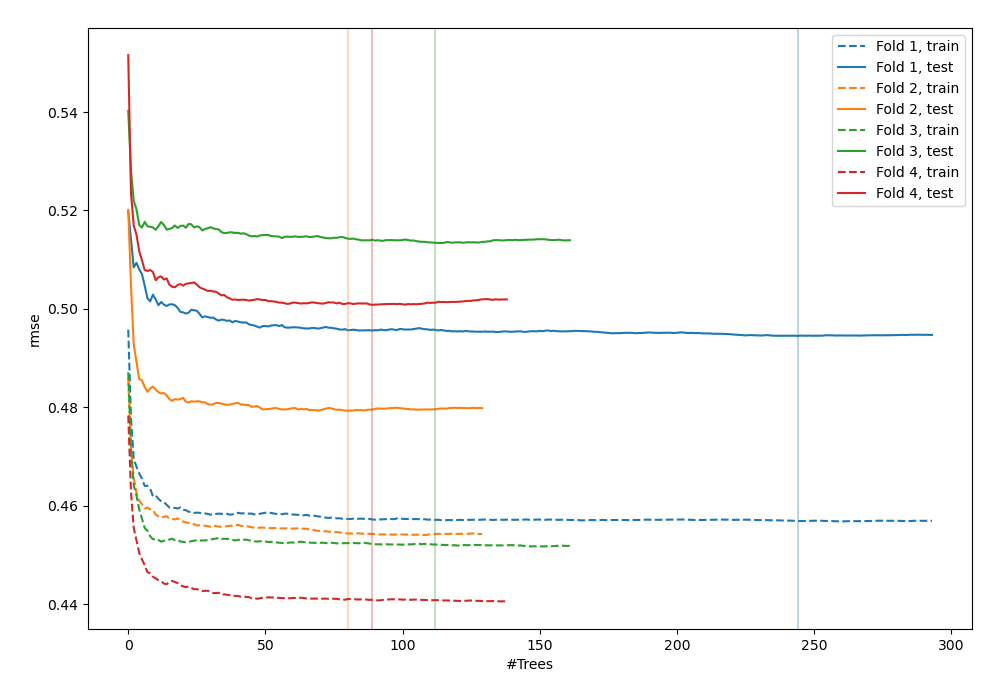 0.54
0.52
0.50
0.48
0.46
0.44
rmse
0
50
100
150
200
250
300
#Trees
Fold 1, train
Fold 1, test
Fold 2, train
Fold 2, test
Fold 3, train
Fold 3, test
Fold 4, train
Fold 4, test